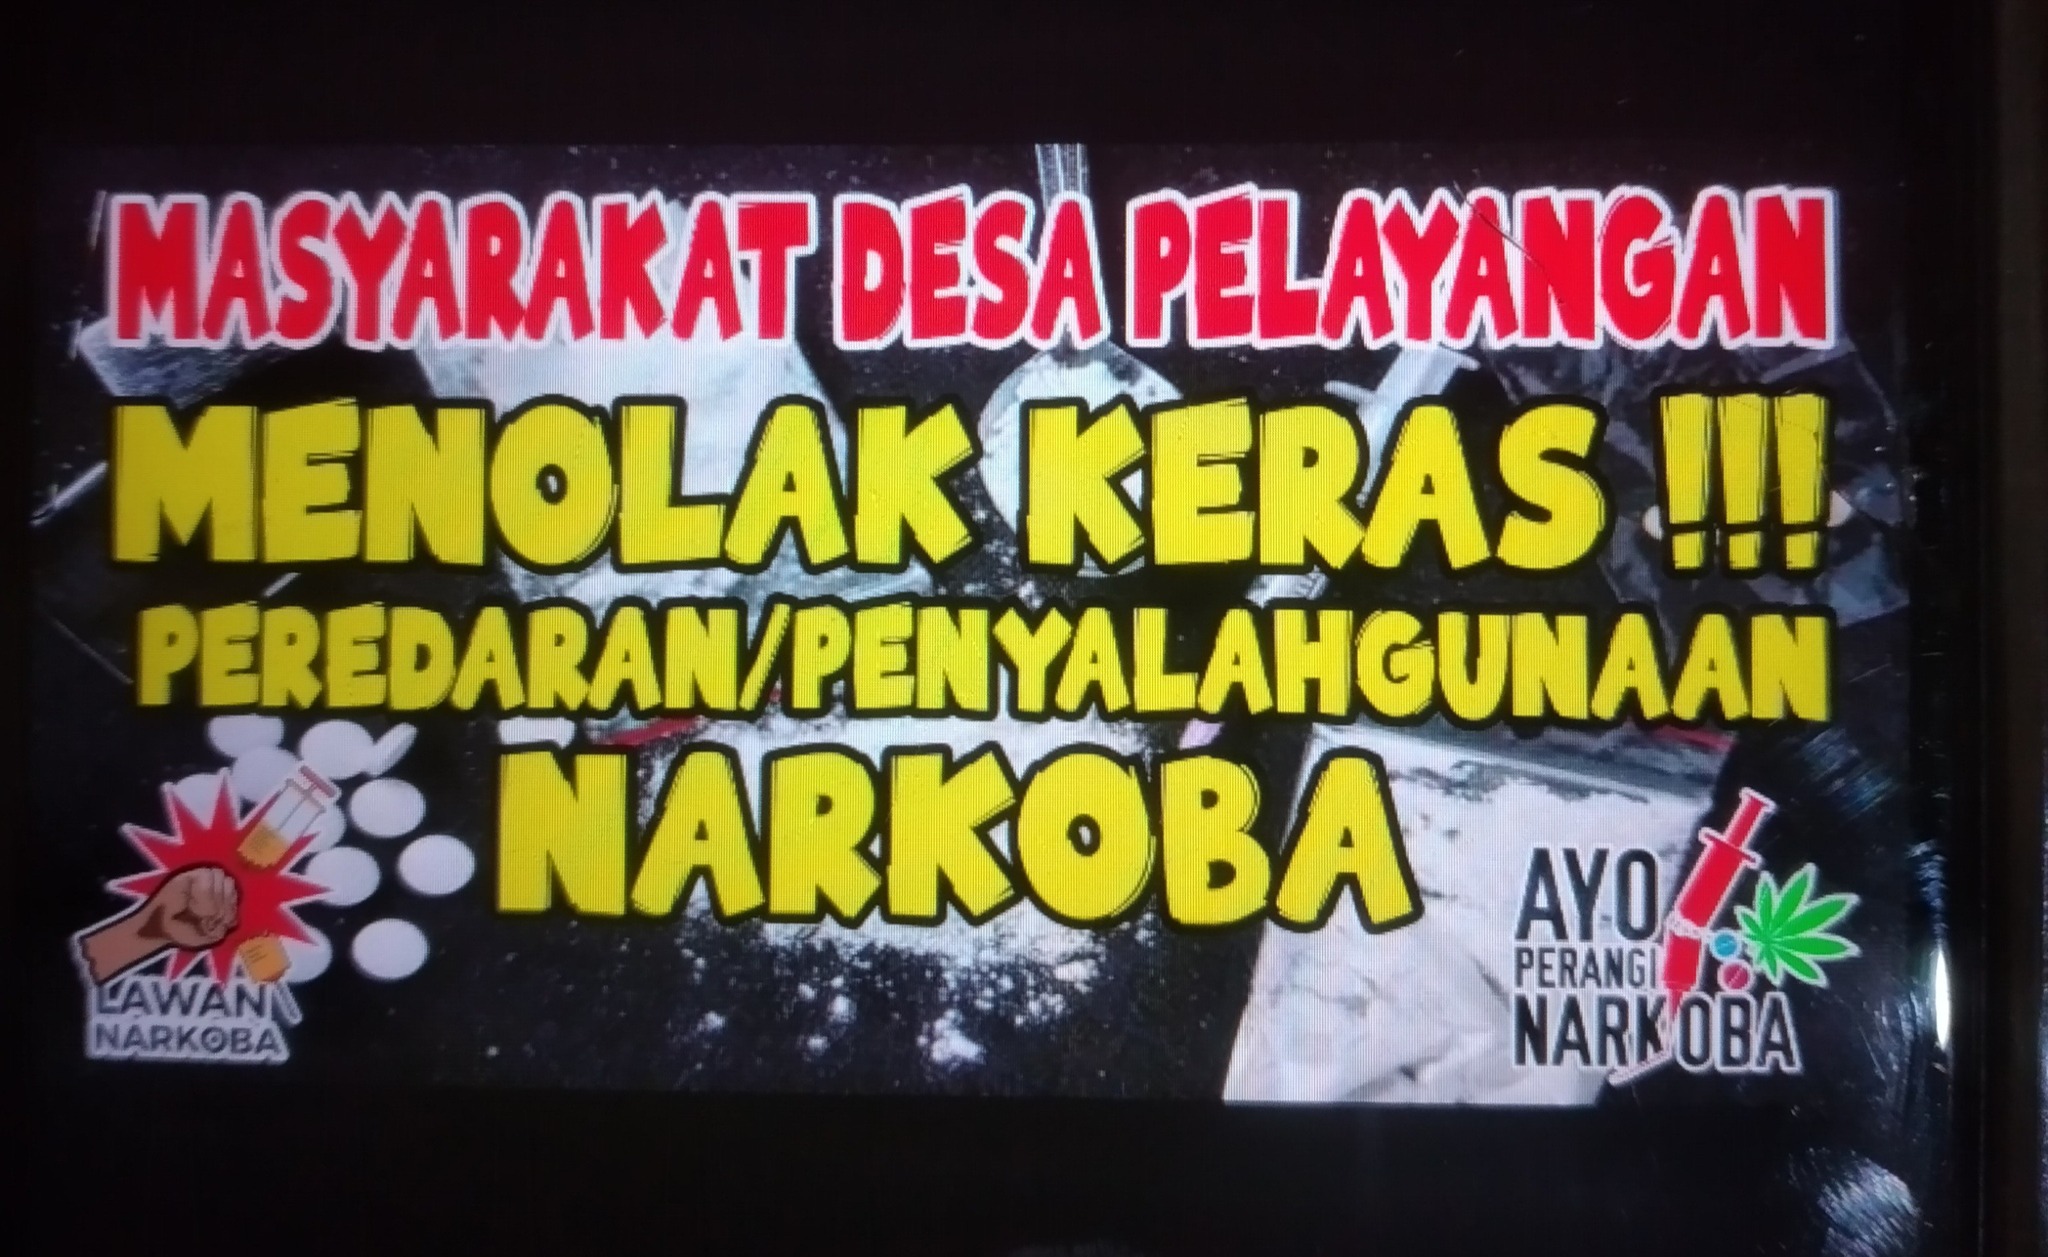 MASYARAKAT DESA PELAYANGAN
MENOLAK KERAS !!!
PEREDARAN/PENYALAHGUNAAN
NARKOBA
LAWAN
NARKOBA
AYO
PERANGI
NARKOBA